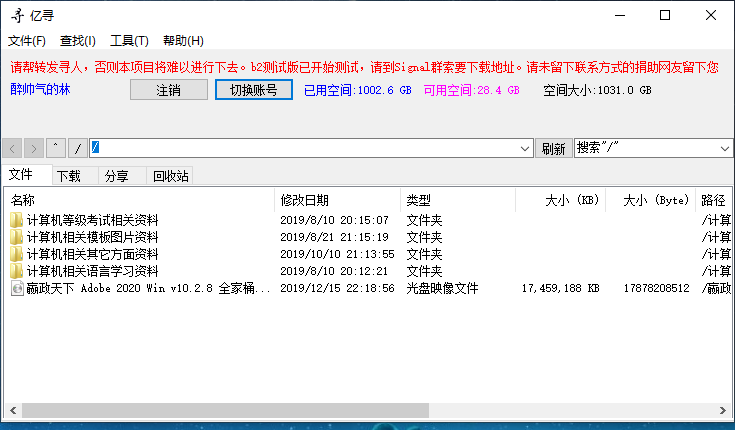 寻 亿寻
文件(F) 查找(I) 工具(T) 帮助(H)
请帮转发寻人，否则本项目将难以进行下去。b2测试版已开始测试，请到Signal群索要下载地址。请未留下联系方式的捐助网友留下您
醉帅气的林 注销 切换账号 已用空间:1002.6 GB 可用空间:28.4 GB 空间大小:1031.0 GB
< > ^ / / 刷新 搜索"/"
文件 下载 分享 回收站
名称 修改日期 类型 大小 (KB) 大小 (Byte) 路径
计算机等级考试相关资料 2019/8/10 20:15:07 文件夹 /计算
计算机相关模板图片资料 2019/8/21 21:15:19 文件夹 /计算
计算机相关其它方面资料 2019/10/10 21:13:55 文件夹 /计算
计算机相关语言学习资料 2019/8/10 20:12:21 文件夹 /计算
巅政天下 Adobe 2020 Win v10.2.8 全家桶... 2019/12/15 22:18:56 光盘映像文件 17,459,188 KB 17878208512 /巅政